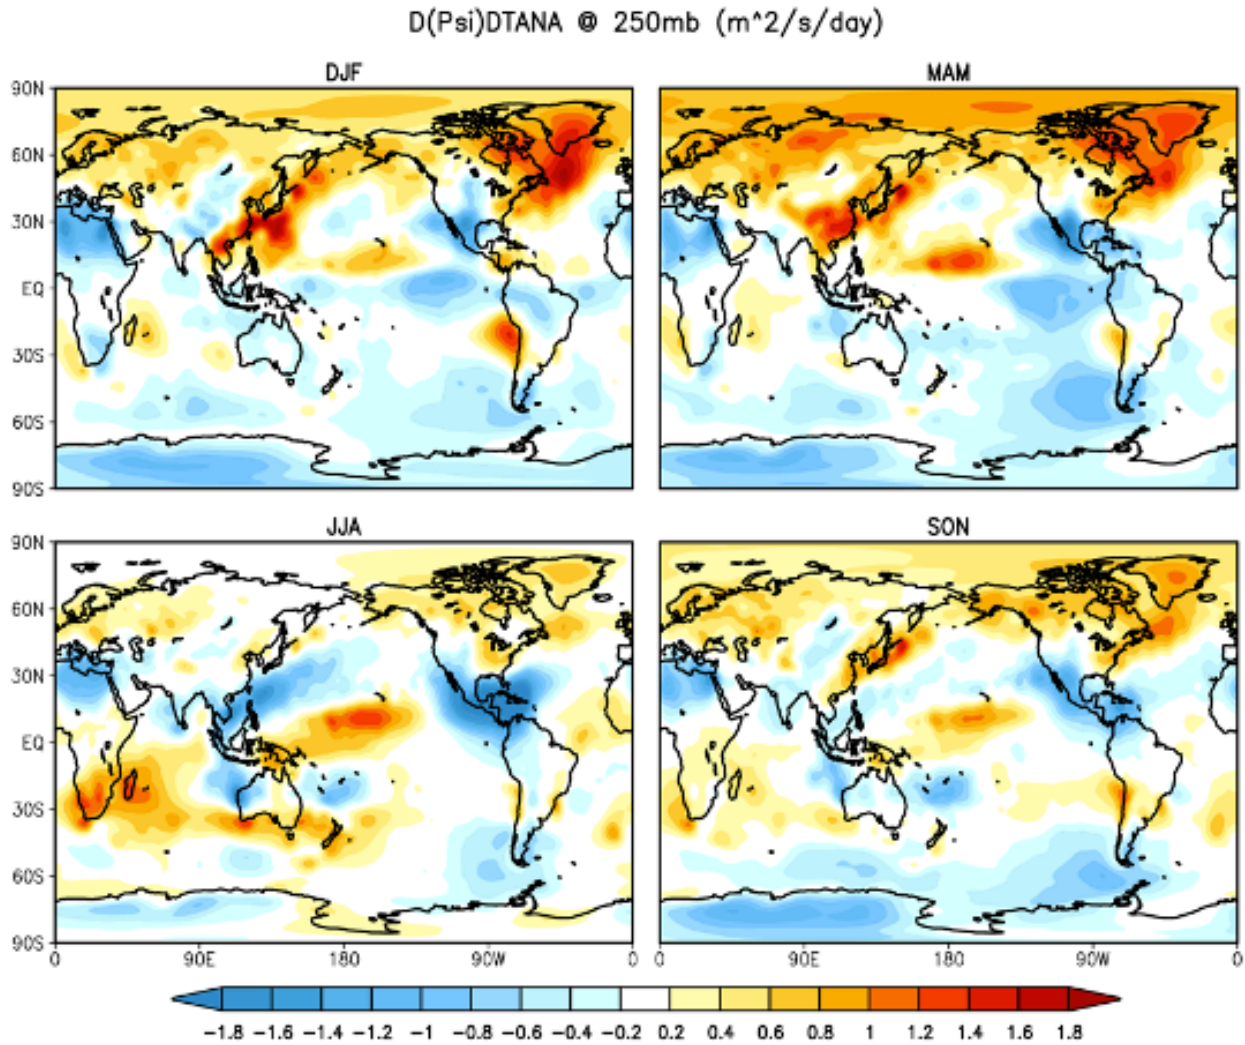 D(Psi)DTANA @ 250mb (m^2/s/day)
DJF MAM
90N
60N
30N
EQ
30S
60S
90S
JJA SON
90N
60N
30N
EQ
30S
60S
90S
0 90E 180 90W 0 90E 180 90W 0
-1.8 -1.6 -1.4 -1.2 -1 -0.8 -0.6 -0.4 -0.2 0.2 0.4 0.6 0.8 1 1.2 1.4 1.6 1.8